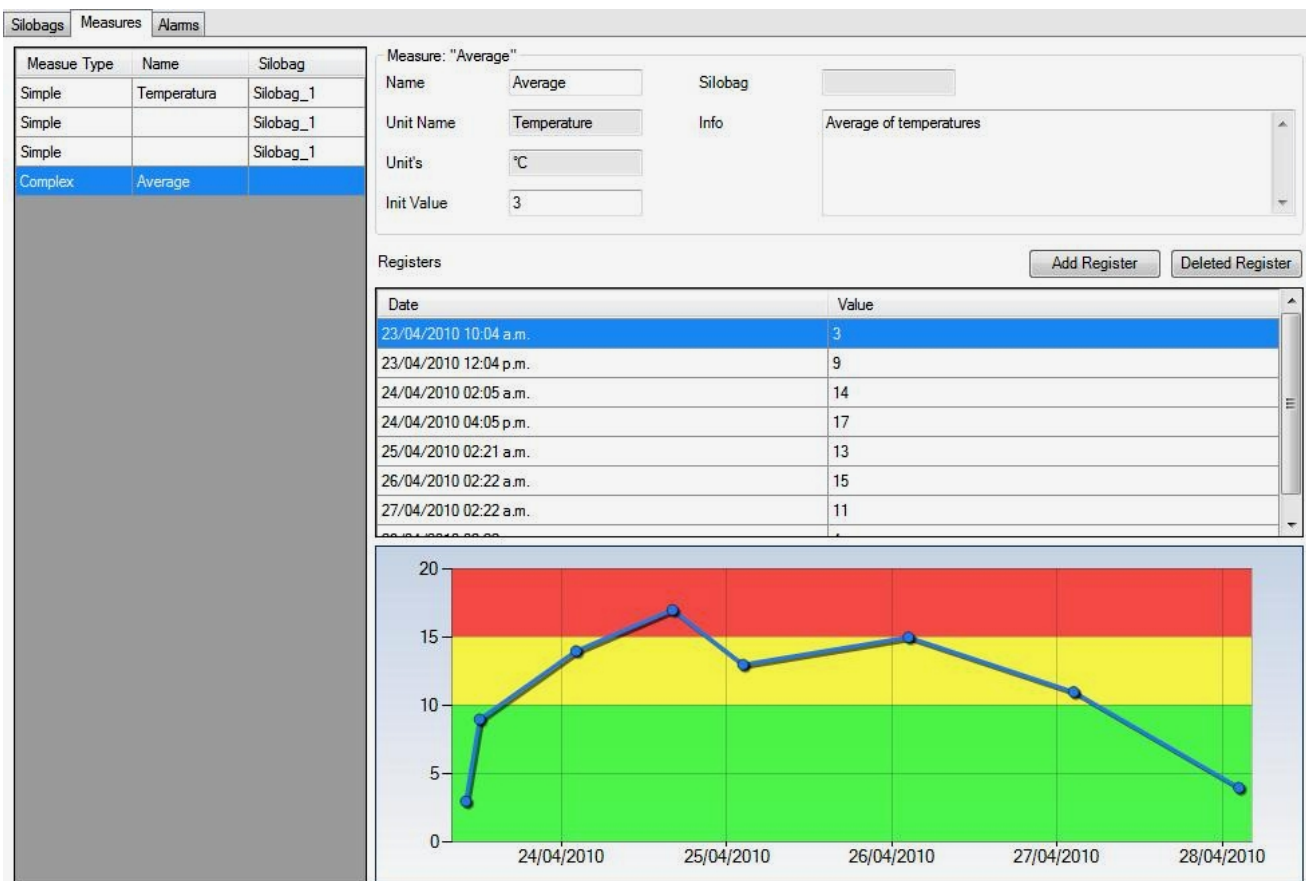 Silobags Measures Alarms
Measue Type Name Silobag
Simple Temperatura Silobag_1
Simple Silobag_1
Simple Silobag_1
Complex Average
Measure: "Average"
Name Average Silobag
Unit Name Temperature Info Average of temperatures
Unit's °C
Init Value 3
Registers Add Register Deleted Register
Date Value
23/04/2010 10:04 a.m. 3
23/04/2010 12:04 p.m. 9
24/04/2010 02:05 a.m. 14
24/04/2010 04:05 p.m. 17
25/04/2010 02:21 a.m. 13
26/04/2010 02:22 a.m. 15
27/04/2010 02:22 a.m. 11
20
15
10
5
0
24/04/2010 25/04/2010 26/04/2010 27/04/2010 28/04/2010